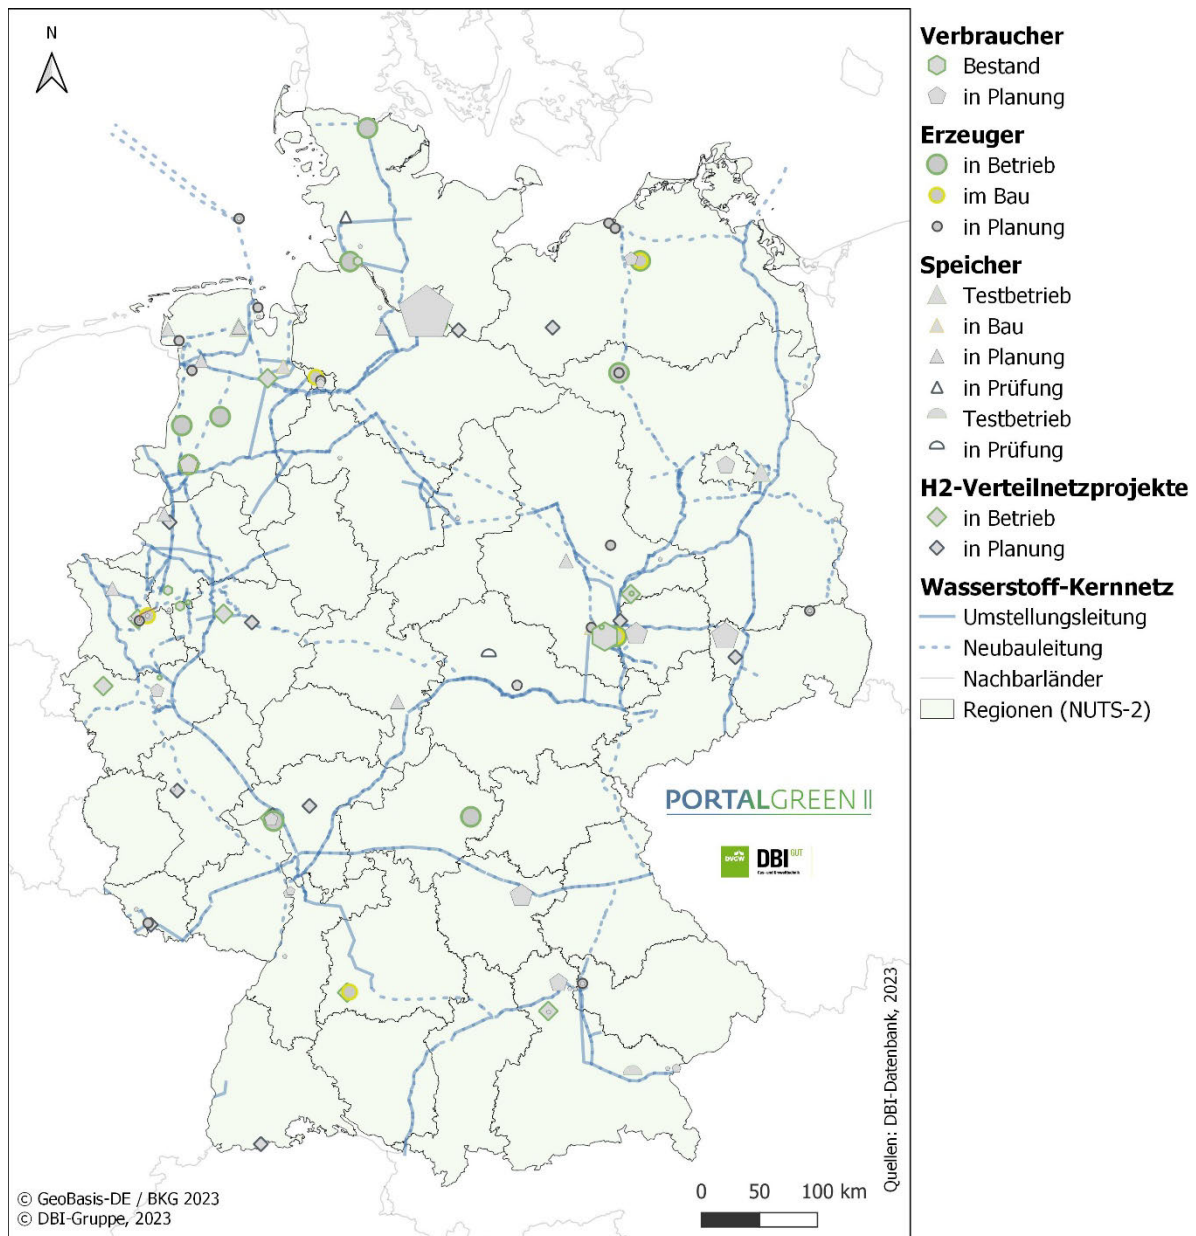 N
Verbraucher
Bestand
in Planung
Erzeuger
in Betrieb
im Bau
in Planung
Speicher
Testbetrieb
in Bau
in Planung
in Prüfung
Testbetrieb
in Prüfung
H2-Verteilnetzprojekte
in Betrieb
in Planung
Wasserstoff-Kernnetz
Umstellungsleitung
Neubauleitung
Nachbarländer
Regionen (NUTS-2)
PORTALGREEN II
DVGW DBI GUT
Quellen: DBI-Datenbank, 2023
0 50 100 km
© GeoBasis-DE / BKG 2023
© DBI-Gruppe, 2023